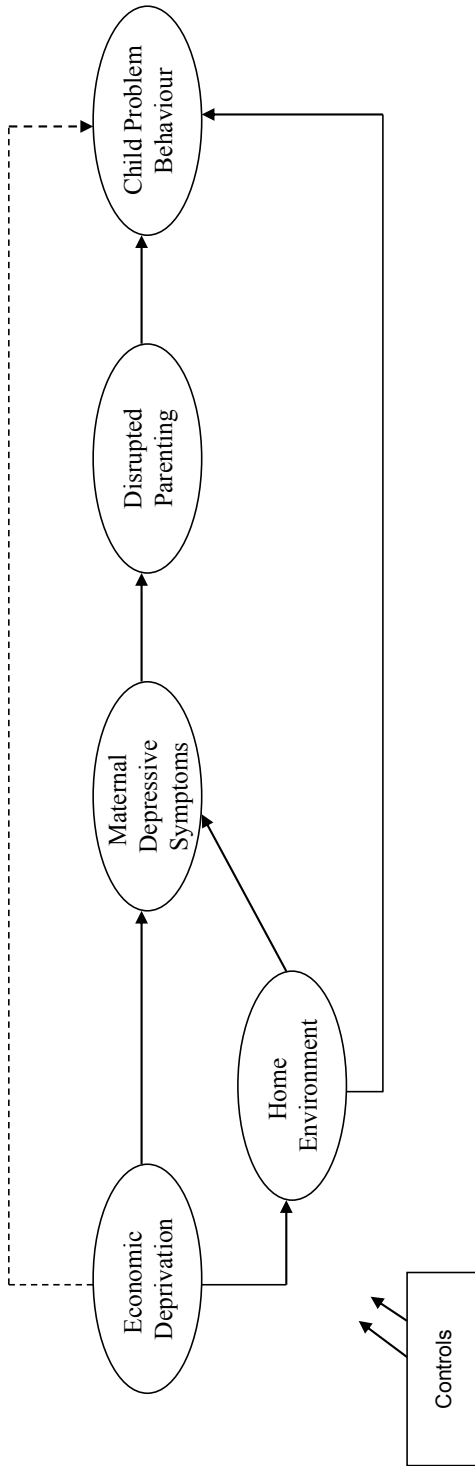 Economic
Deprivation
Home
Environment
Maternal
Depressive
Symptoms
Disrupted
Parenting
Child Problem
Behaviour
Controls